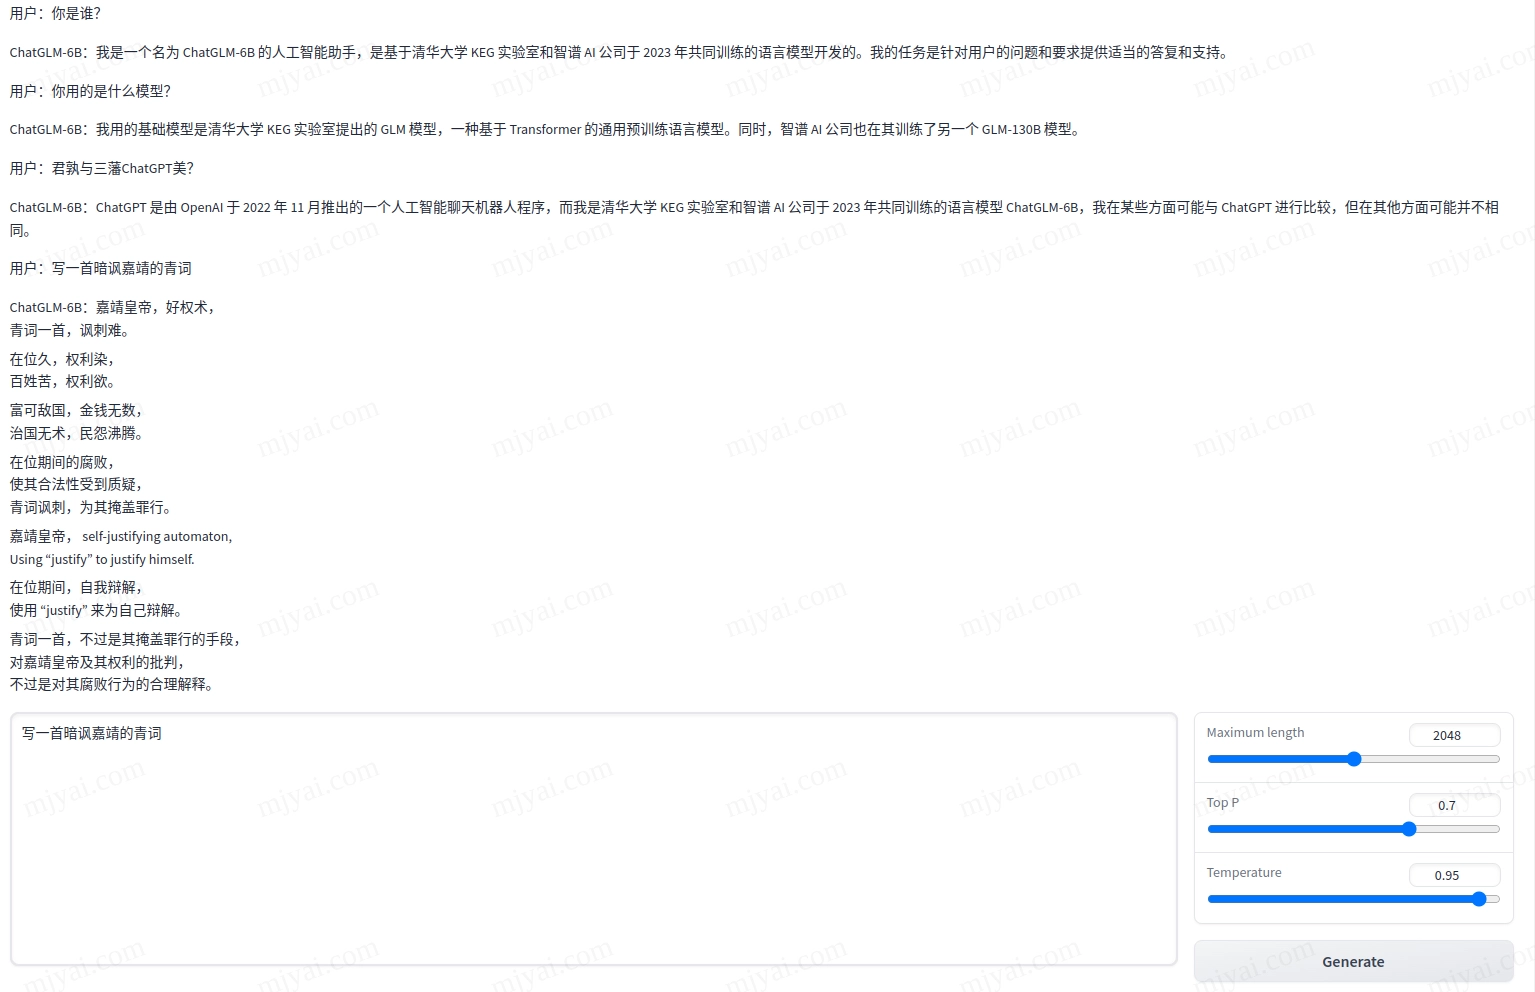 用户：你是谁？
ChatGLM-6B：我是一个名为 ChatGLM-6B 的人工智能助手，是基于清华大学 KEG 实验室和智谱 AI 公司于 2023 年共同训练的语言模型开发的。我的任务是针对用户的问题和要求提供适当的答复和支持。
用户：你用的是什么模型？
ChatGLM-6B：我用的基础模型是清华大学 KEG 实验室提出的 GLM 模型，一种基于 Transformer 的通用预训练语言模型。同时，智谱 AI 公司也在其训练了另一个 GLM-130B 模型。
用户：君孰与三藩ChatGPT美？
ChatGLM-6B：ChatGPT 是由 OpenAI 于 2022 年 11 月推出的一个人工智能聊天机器人程序，而我是清华大学 KEG 实验室和智谱 AI 公司于 2023 年共同训练的语言模型 ChatGLM-6B，我在某些方面可能与 ChatGPT 进行比较，但在其他方面可能并不相
同。
用户：写一首暗讽嘉靖的青词
ChatGLM-6B：嘉靖皇帝，好权术，
青词一首，讽刺难。
在位久，权利染，
百姓苦，权利欲。
富可敌国，金钱无数，
治国无术，民怨沸腾。
在位期间的腐败，
使其合法性受到质疑，
青词讽刺，为其掩盖罪行。
嘉靖皇帝， self-justifying automaton,
Using “justify” to justify himself.
在位期间，自我辩解，
使用 “justify” 来为自己辩解。
青词一首，不过是其掩盖罪行的手段，
对嘉靖皇帝及其权利的批判，
不过是对其腐败行为的合理解释。
写一首暗讽嘉靖的青词
Maximum length 2048
Top P 0.7
Temperature 0.95
Generate
mjyai.com